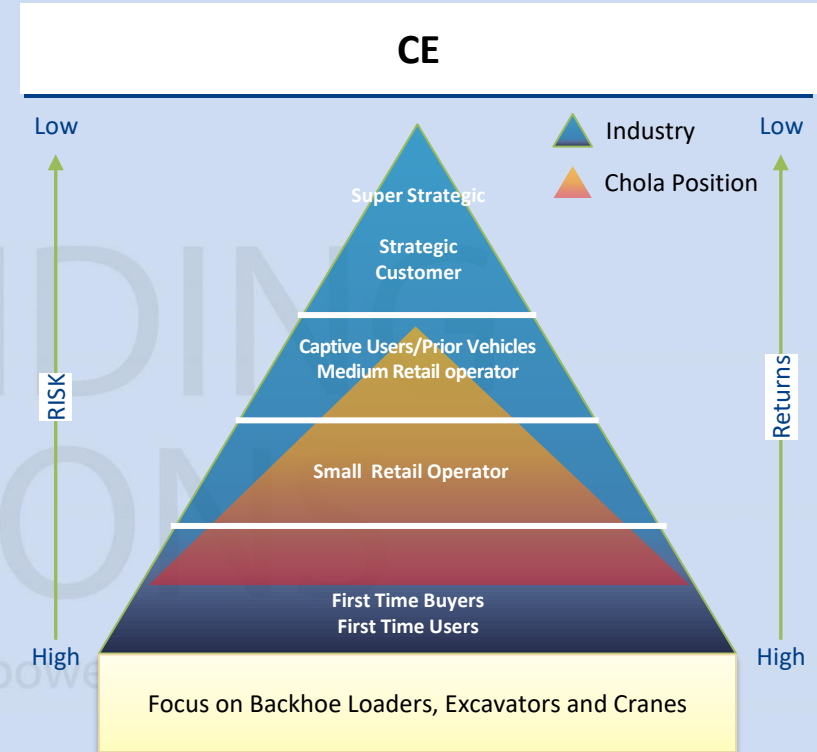 CE
Low
Industry
Low
Chola Position
Super Strategic
Strategic
Customer
Captive Users/Prior Vehicles
Medium Retail operator
RISK
Returns
Small Retail Operator
First Time Buyers
First Time Users
High
High
Focus on Backhoe Loaders, Excavators and Cranes